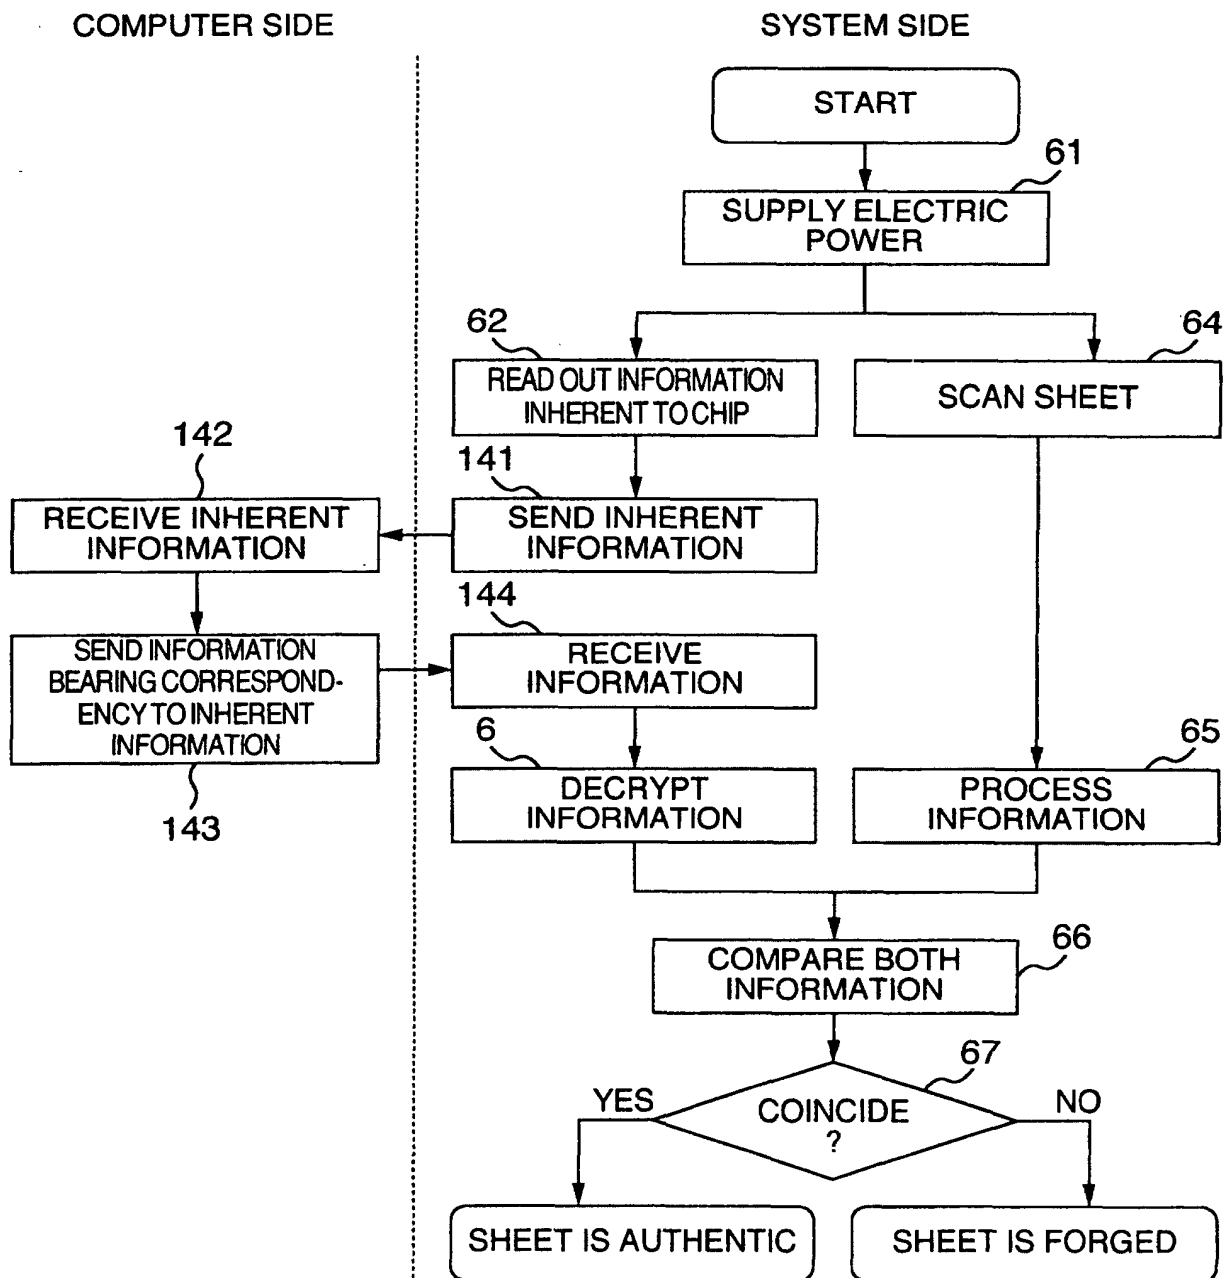 COMPUTER SIDE
SYSTEM SIDE
START
61
SUPPLY ELECTRIC
POWER
62
READ OUT INFORMATION
INHERENT TO CHIP
64
SCAN SHEET
142
RECEIVE INHERENT
INFORMATION
141
SEND INHERENT
INFORMATION
SEND INFORMATION
BEARING CORRESPOND-
ENCY TO INHERENT
INFORMATION
143
144
RECEIVE
INFORMATION
6
DECRYPT
INFORMATION
65
PROCESS
INFORMATION
66
COMPARE BOTH
INFORMATION
67
COINCIDE
?
YES
NO
SHEET IS AUTHENTIC
SHEET IS FORGED